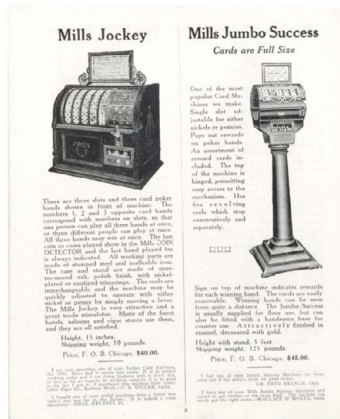 Mills Jockey
There are three slots and three card poker
hands shown in front of machine. The
numbers 1, 2 and 3 opposite card hands
correspond with numbers on slots, so that
one person can play all three hands at once,
or three different people can play at once.
All three hands may win at once. The last
coin or coins played show in the Mills COIN
DETECTOR and the last hand played for
is always indicated. All working parts are
made of stamped steel and malleable iron.
The case and stand are made of quar-
ter-sawed oak, polish finish, with nickel-
plated or oxidized trimmings. The reels are
interchangeable and the machine may be
quickly adjusted to operate with either
nickel or penny by simply moving a lever.
The Mills Jockey is attractive and a
great trade stimulator. Many of the finest
hotels, saloons and cigar stores use them,
and they are all satisfied.
Height, 15 inches.
Shipping weight, 50 pounds.
Price, F. O. B. Chicago, $40.00.
Mills Jumbo Success
Cards are Full Size
One of the most
popular Card Ma-
chines we make.
Single slot ad-
justable for either
nickels or pennies.
Pays out rewards
on poker hands.
An assortment of
reward cards in-
cluded. The top
of the machine is
hinged, permitting
easy access to the
mechanism. Has
five revolving
reels which stop
consecutively and
separately.
Sign on top of machine indicates rewards
for each winning hand. The cards are easily
removable. Winning hands can be seen
from quite a distance. The Jumbo Success
is usually supplied for floor use, but can
also be fitted with a handsome base for
counter use. Attractively finished in
enamel, decorated with gold.
Height with stand, 5 feet.
Shipping weight, 125 pounds.
Price, F. O. B. Chicago, $45.00.